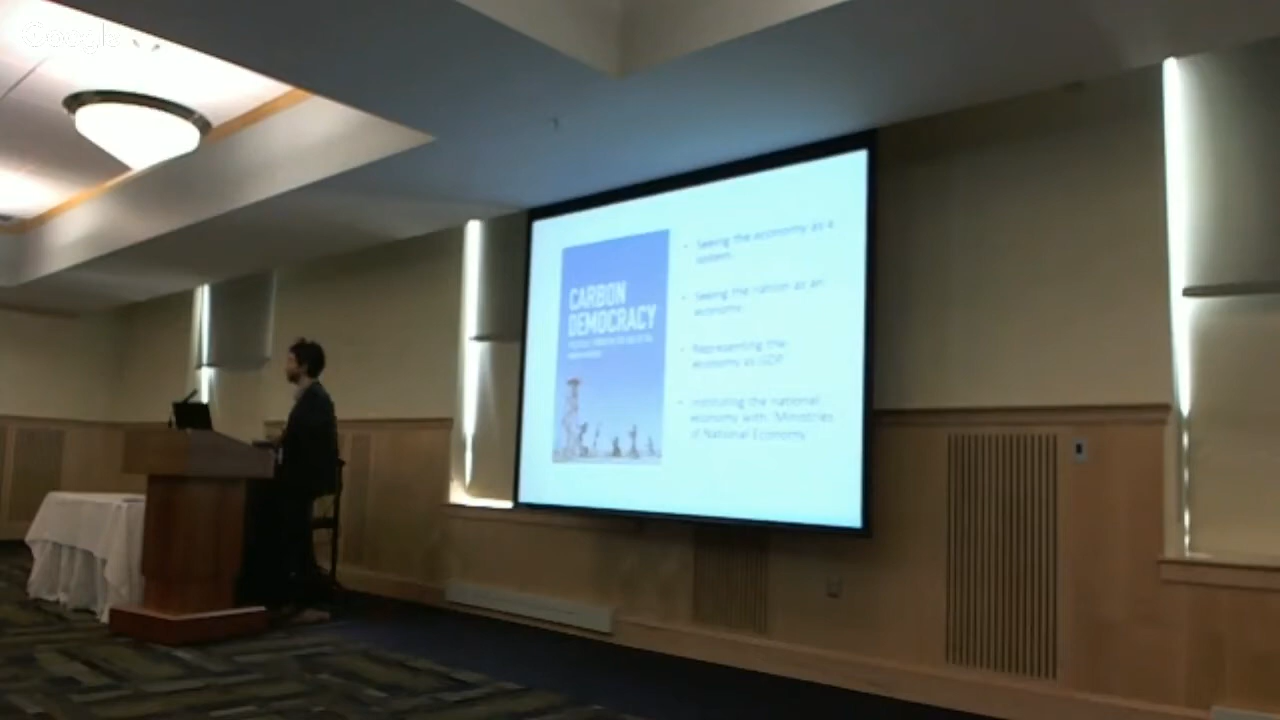 Google
CARBON
DEMOCRACY
• Seeing the economy as a
system
• Seeing the nation as an
economy
• Representing the
economy as GDP
• Instituting the national
economy with 'Ministries
of National Economy